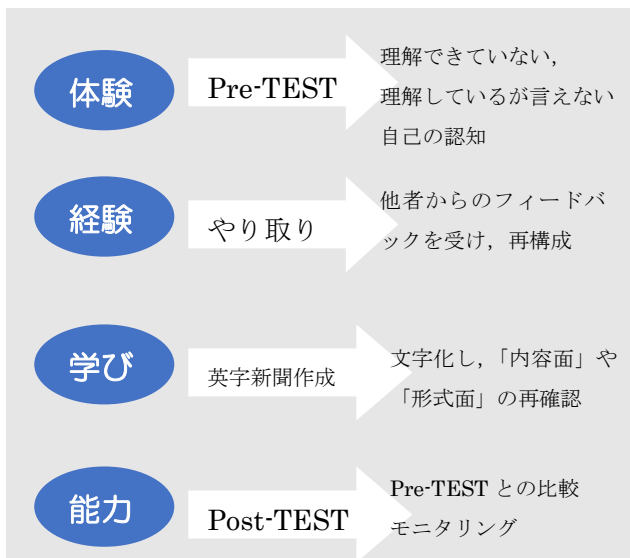 体験
Pre-TEST
理解できていない，
理解しているが言えない
自己の認知
経験
やり取り
他者からのフィードバ
ックを受け，再構成
学び
英字新聞作成
文字化し，「内容面」や
「形式面」の再確認
能力
Post-TEST
Pre-TEST との比較
モニタリング